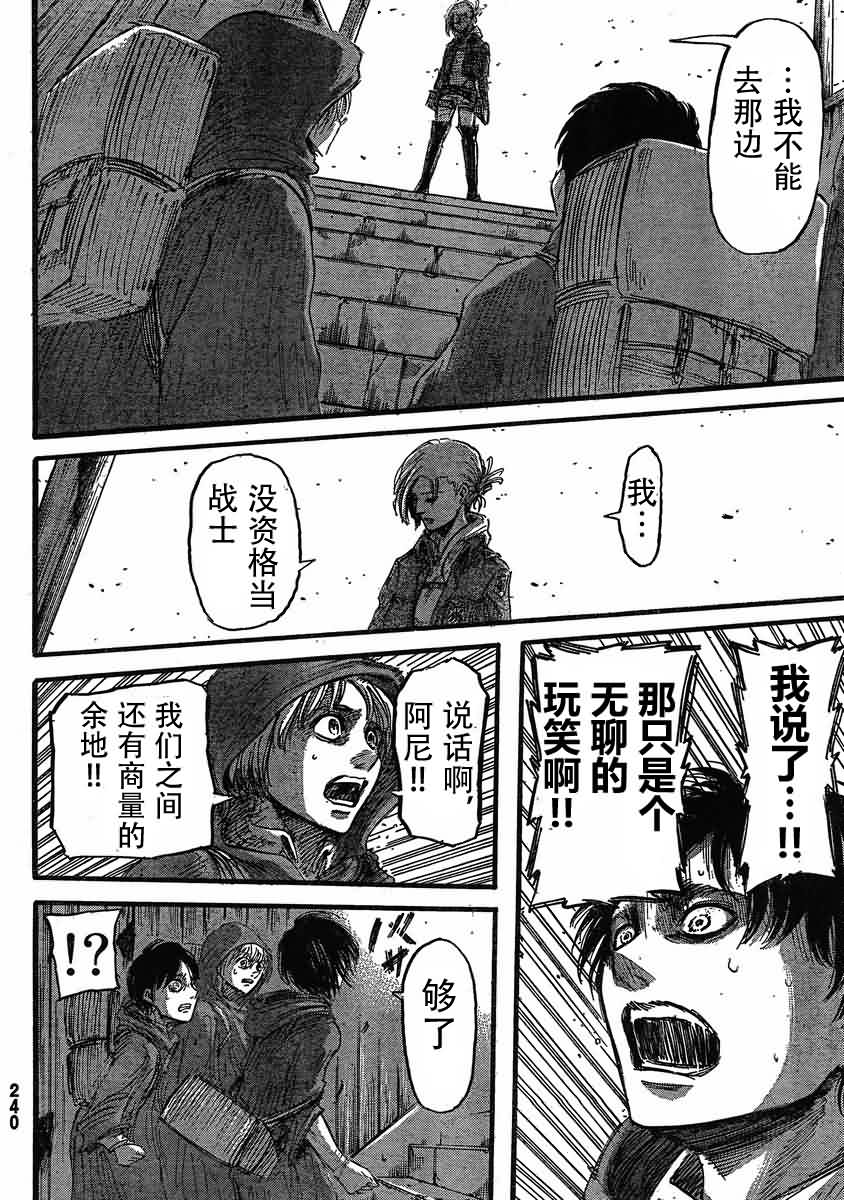 …我不能
去那边
我…
没资格当
战士
我说了…!!
那只是个
无聊的
玩笑啊!!
说话啊,
阿尼!!
我们之间
还有商量的
余地!!
够了
!?
240